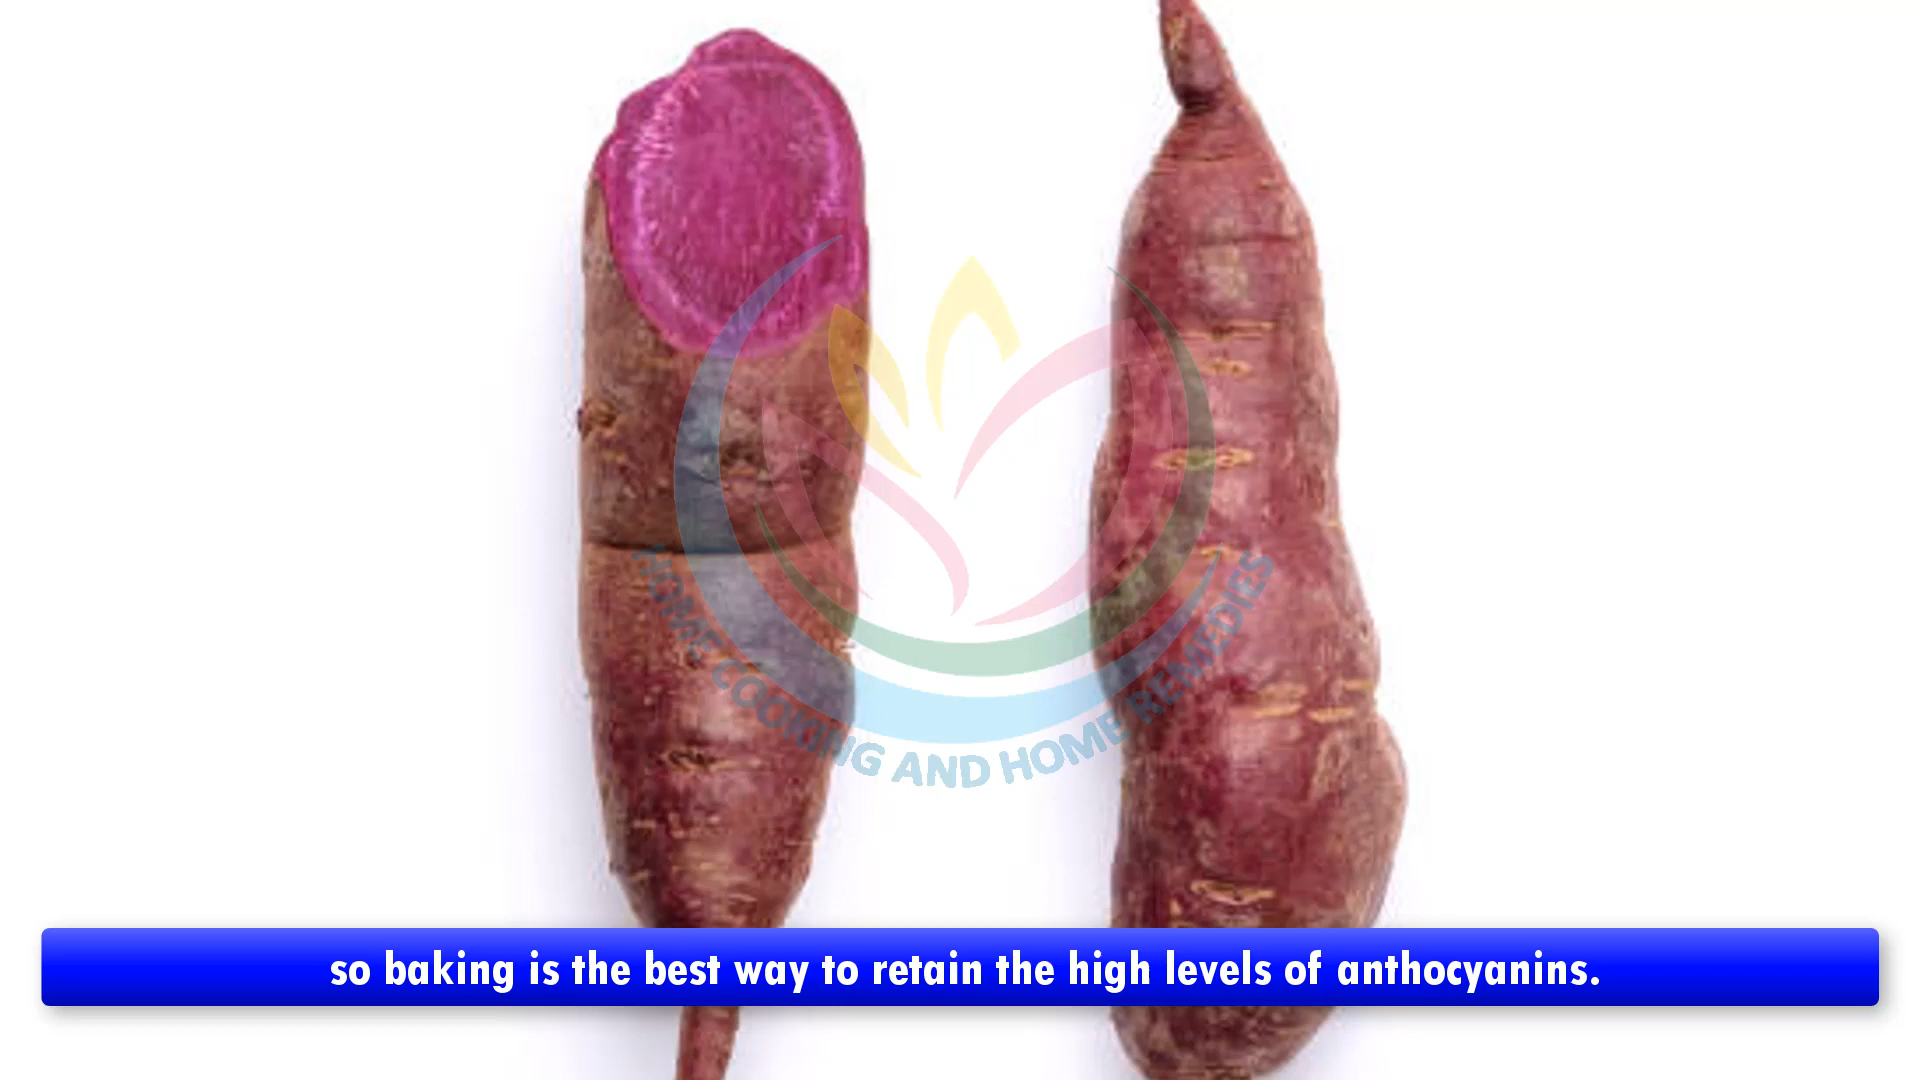 HOME COOKING AND HOME REMEDIES
so baking is the best way to retain the high levels of anthocyanins.